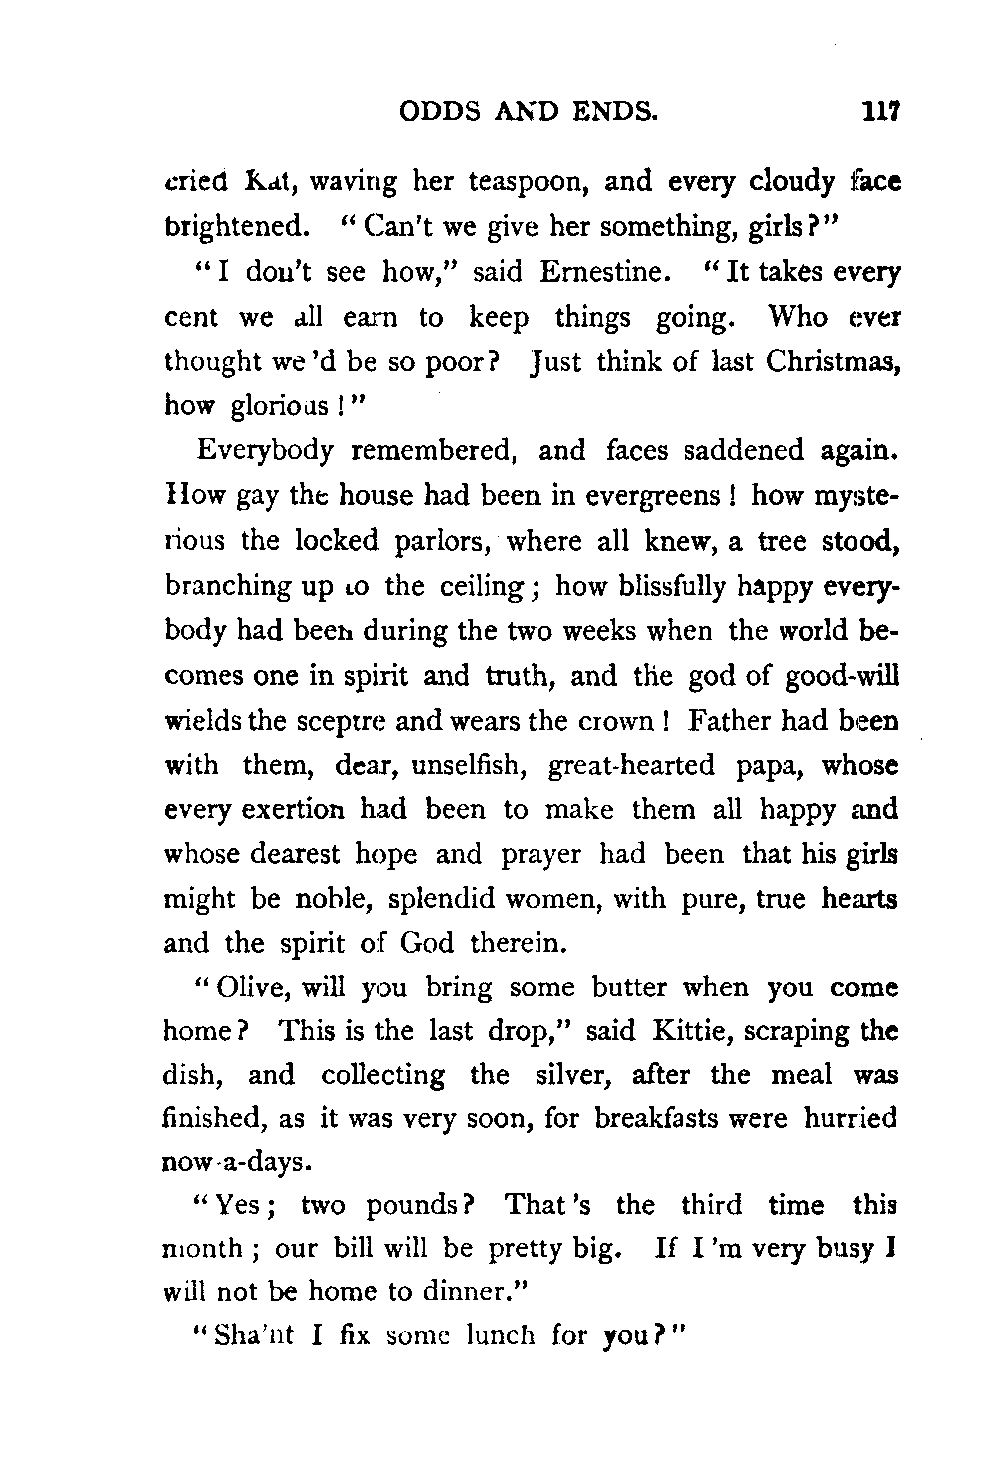 ODDS AND ENDS. 117
cried Kat, waving her teaspoon, and every cloudy face
brightened. "Can't we give her something, girls?"
"I don't see how," said Ernestine. "It takes every
cent we all earn to keep things going. Who ever
thought we 'd be so poor? Just think of last Christmas,
how glorious!"
Everybody remembered, and faces saddened again.
How gay the house had been in evergreens! how myste-
rious the locked parlors, where all knew, a tree stood,
branching up to the ceiling; how blissfully happy every-
body had been during the two weeks when the world be-
comes one in spirit and truth, and the god of good-will
wields the sceptre and wears the crown! Father had been
with them, dear, unselfish, great-hearted papa, whose
every exertion had been to make them all happy and
whose dearest hope and prayer had been that his girls
might be noble, splendid women, with pure, true hearts
and the spirit of God therein.
"Olive, will you bring some butter when you come
home? This is the last drop," said Kittie, scraping the
dish, and collecting the silver, after the meal was
finished, as it was very soon, for breakfasts were hurried
now-a-days.
"Yes; two pounds? That 's the third time this
month; our bill will be pretty big. If I 'm very busy I
will not be home to dinner."
"Sha'nt I fix some lunch for you?"